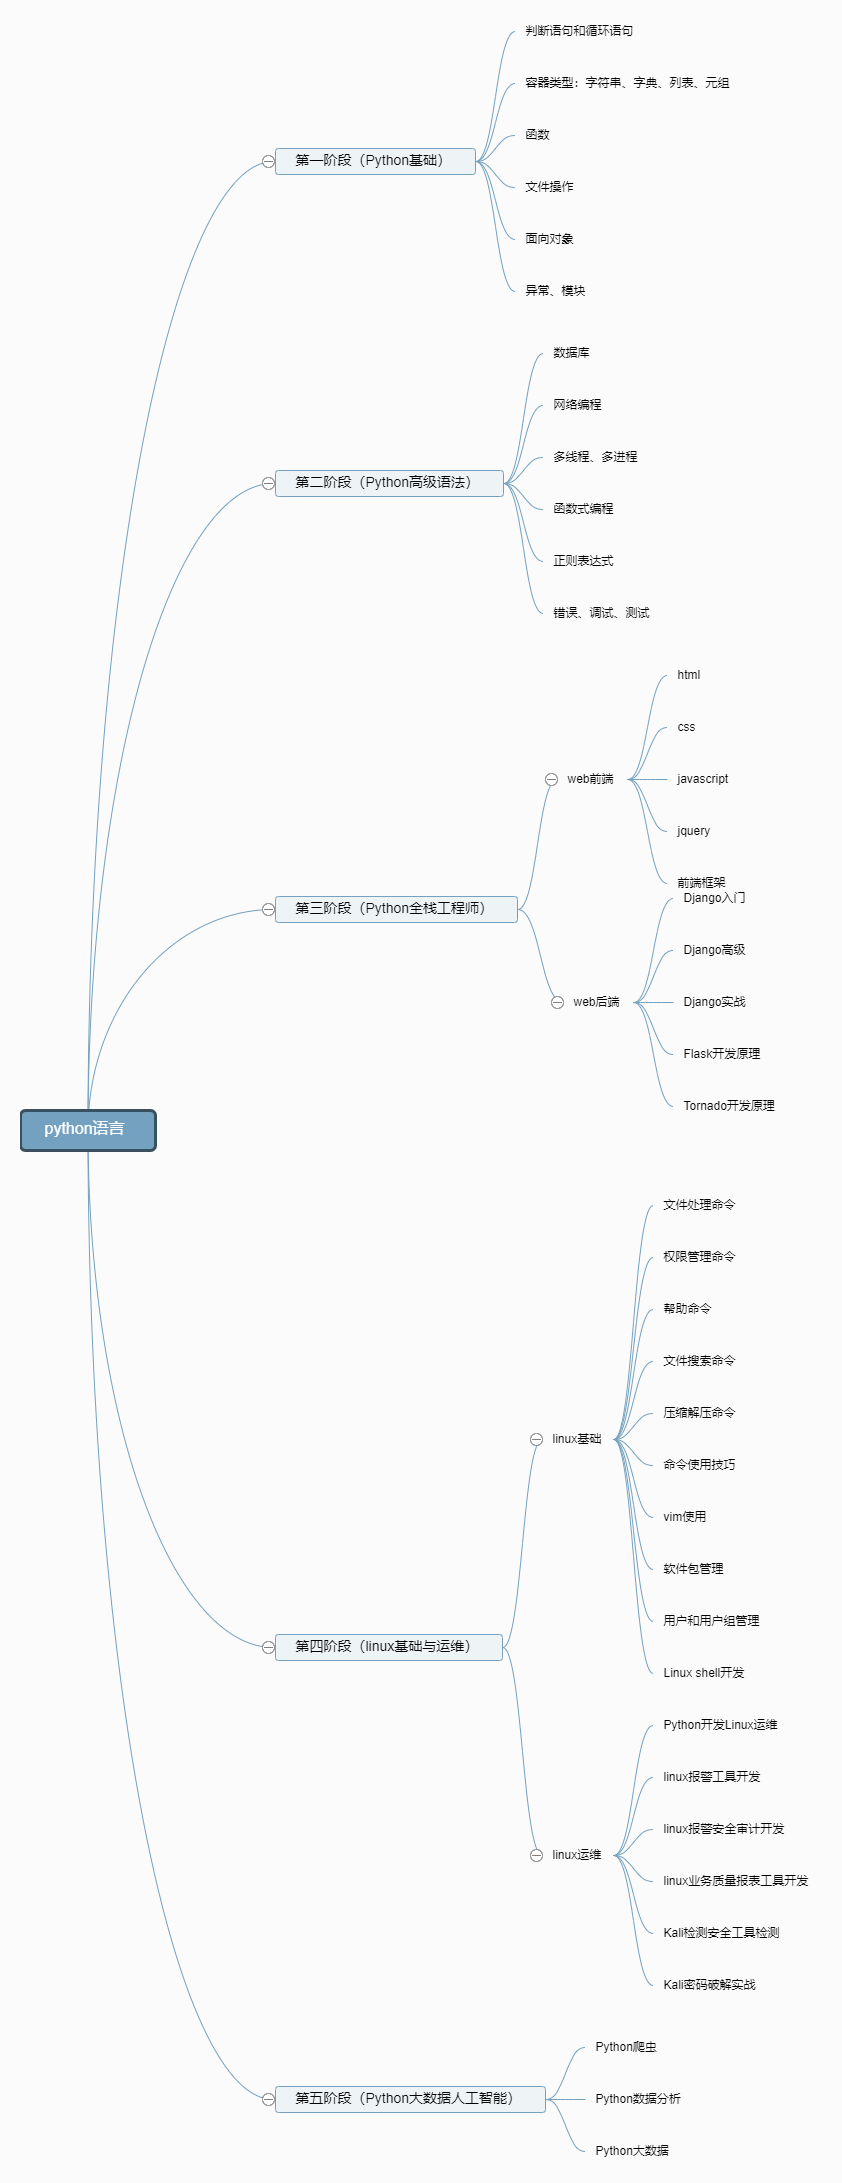 python语言
第一阶段（Python基础）
判断语句和循环语句
容器类型：字符串、字典、列表、元组
函数
文件操作
面向对象
异常、模块
第二阶段（Python高级语法）
数据库
网络编程
多线程、多进程
函数式编程
正则表达式
错误、调试、测试
第三阶段（Python全栈工程师）
web前端
html
css
javascript
jquery
前端框架
web后端
Django入门
Django高级
Django实战
Flask开发原理
Tornado开发原理
第四阶段（linux基础与运维）
linux基础
文件处理命令
权限管理命令
帮助命令
文件搜索命令
压缩解压命令
命令使用技巧
vim使用
软件包管理
用户和用户组管理
Linux shell开发
linux运维
Python开发Linux运维
linux报警工具开发
linux报警安全审计开发
linux业务质量报表工具开发
Kali检测安全工具检测
Kali密码破解实战
第五阶段（Python大数据人工智能）
Python爬虫
Python数据分析
Python大数据